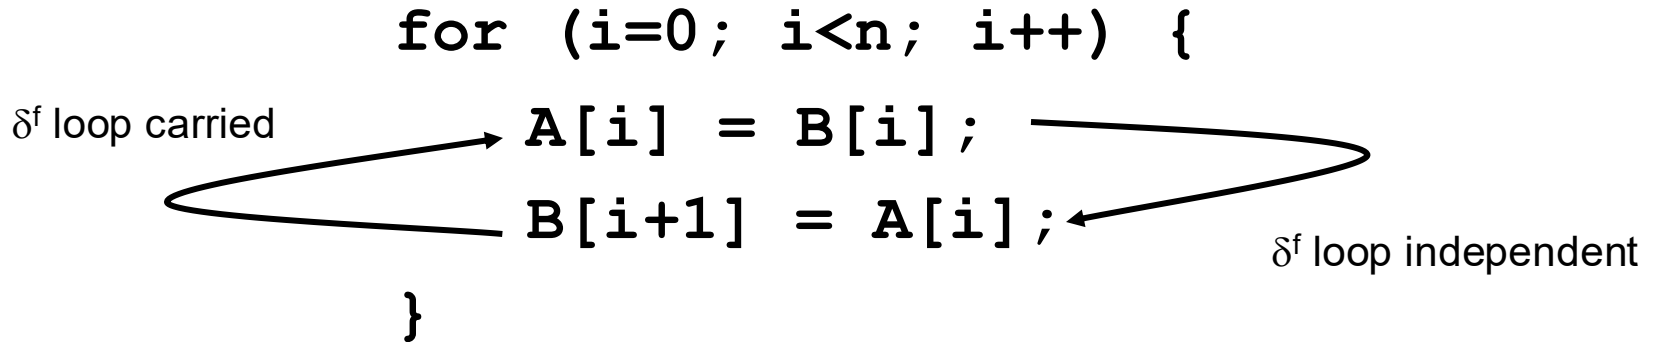 for (i=0; i<n; i++) {
δᶠ loop carried
A[i] = B[i];
B[i+1] = A[i];
δᶠ loop independent
}